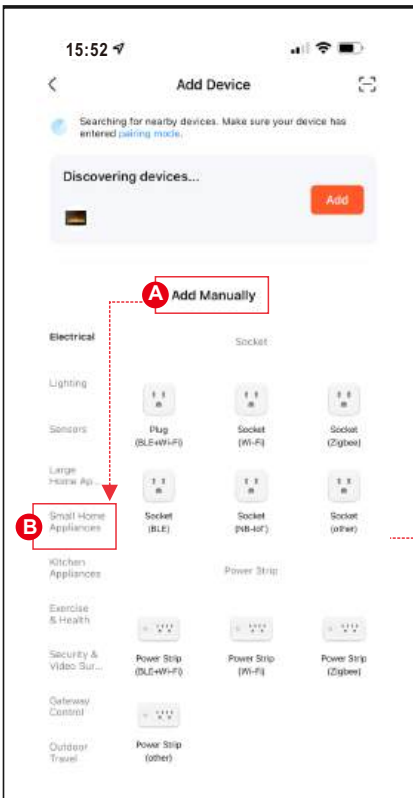 15:52
Add Device
Searching for nearby devices. Make sure your device has
entered pairing mode.
Discovering devices...
Add
A Add Manually
Electrical
Socket
Lighting
Sensors
Plug
(BLE+Wi-Fi)
Socket
(Wi-Fi)
Socket
(Zigbee)
Large
Home Ap...
B Small Home
Appliances
Socket
(BLE)
Socket
(NB-IoT)
Socket
(other)
Kitchen
Appliances
Power Strip
Exercise
& Health
Security &
Video Sur...
Power Strip
(BLE+Wi-Fi)
Power Strip
(Wi-Fi)
Power Strip
(Zigbee)
Gateway
Control
Outdoor
Travel
Power Strip
(other)